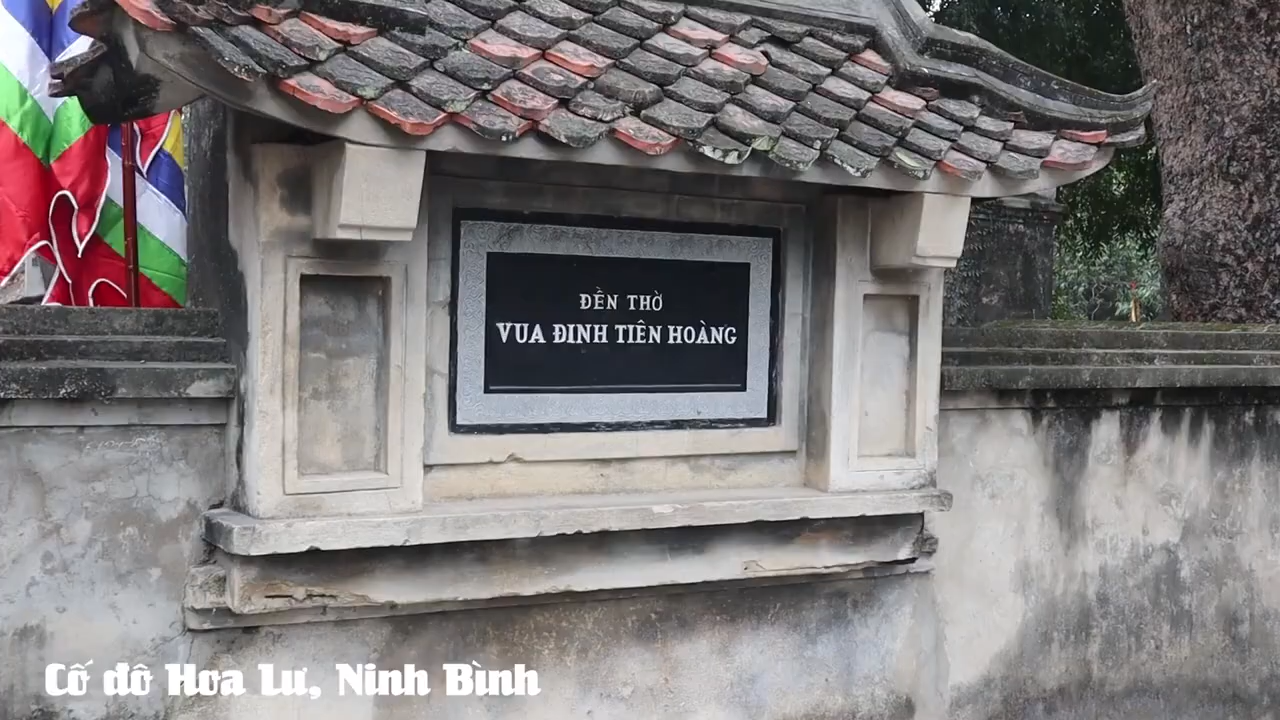 ĐỀN THỜ
VUA ĐINH TIÊN HOÀNG
Cố đô Hoa Lư, Ninh Bình